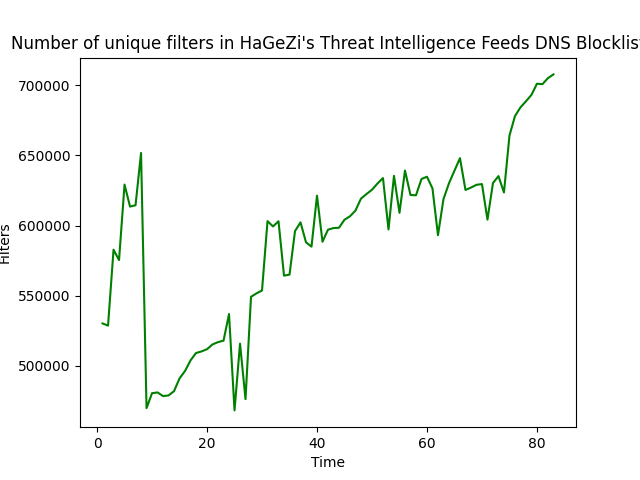 Number of unique filters in HaGeZi's Threat Intelligence Feeds DNS Blocklist
700000
650000
600000
550000
500000
Filters
0 20 40 60 80
Time